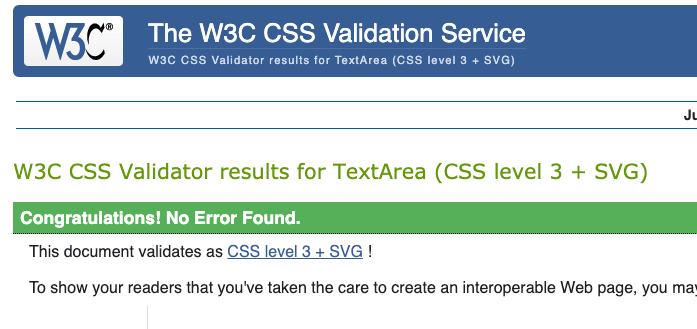 W3C®
The W3C CSS Validation Service
W3C CSS Validator results for TextArea (CSS level 3 + SVG)
Ju
W3C CSS Validator results for TextArea (CSS level 3 + SVG)
Congratulations! No Error Found.
This document validates as CSS level 3 + SVG !
To show your readers that you've taken the care to create an interoperable Web page, you may